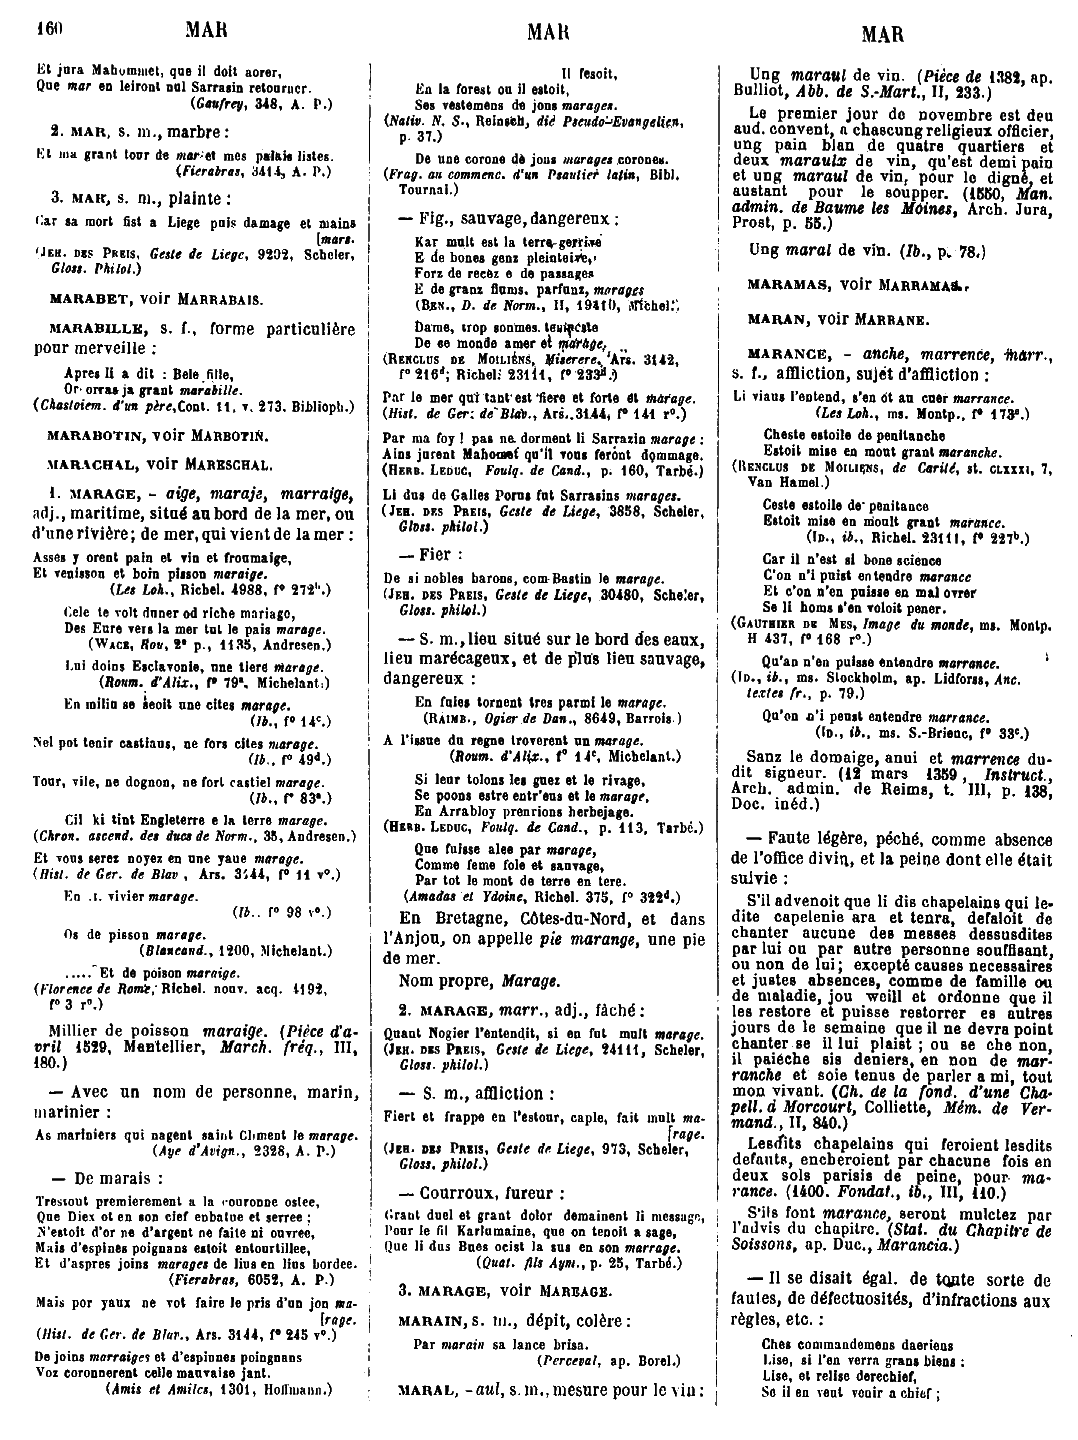 160 MAR MAR MAR
Et jura Mahommet, que il doit aorer,
Que mar en leiront nul Sarrasin retourner.
(Gaufrey, 348, A. P.)
2. MAR, s. m., marbre :
Et ma grant tour de mar et mes palais listes.
(Fierabras, 3414, A. P.)
3. MAR, s. m., plainte :
Car sa mort fist a Liege puis damage et mains
[mars.
(JEH. DES PREIS, Geste de Liege, 9292, Scheler,
Gloss. Philol.)
MARABET, voir MARRABAIS.
MARABILLE, s. f., forme particulière
pour merveille :
Apres li a dit : Bele fille,
Or orras ja grant marabille.
(Chastoiem. d'un père, Cont. 11, v. 273. Biblioph.)
MARABOTIN, voir MARBOTIN.
MARACHAL, voir MARESCHAL.
1. MARAGE, - aige, maraje, marraige,
adj., maritime, situé au bord de la mer, ou
d'une rivière; de mer, qui vient de la mer :
Asses y orent pain et vin et froumaige,
Et venisson et boin pisson maraige.
(Les Loh., Richel. 4988, f° 272b.)
Cele te volt duner od riche mariage,
Des Eure vers la mer tut le pais marage.
(WACE, Rou, 2e p., 1135, Andresen.)
Lui doins Esclavonie, une tiere marage.
(Roum. d'Alix., f° 79a, Michelant.)
En miliu se seoit une cites marage.
(Ib., f° 14c.)
Nel pot tenir castiaus, ne fors cites marage.
(Ib., f° 49d.)
Tour, vile, ne dognon, ne fort castiel marage.
(Ib., f° 83a.)
Cil ki tint Engleterre e la terre marage.
(Chron. ascend. des ducs de Norm., 35, Andresen.)
Et vous serez noyez en une yaue marage.
(Hist. de Ger. de Blav, Ars. 3144, f° 11 v°.)
En .I. vivier marage.
(Ib., f° 98 v°.)
Os de pisson marage.
(Blancand., 1200, Michelant.)
..... Et de poison maraige.
(Florence de Rome, Richel. nouv. acq. 4192,
f° 3 r°.)
Millier de poisson maraige. (Pièce d'a-
vril 1529, Mantellier, March. fréq., III,
180.)
— Avec un nom de personne, marin,
marinier :
As mariniers qui nagent saint Climent le marage.
(Aye d'Avign., 2328, A. P.)
— De marais :
Tressout premierement a la couronne ostee,
Que Diex ot en son cief enbatue et serree ;
N'estoit d'or ne d'argent ne faite ni ouvree,
Mais d'espines poignans estoit entourtillee,
Et d'aspres joins marages de lius en lius bordee.
(Fierabras, 6052, A. P.)
Mais por yaux ne vot faire le pris d'un jon ma-
[rage.
(Hist. de Ger. de Blav., Ars. 3144, f° 245 v°.)
De joins marraiges et d'espinnes poingnans
Voz coronnerent celle mauvaise jant.
(Amis et Amiles, 1301, Hoffmann.)
Il fesoit,
En la forest ou il estoit,
Ses vestemens de jons marages.
(Nativ. N. S., Reinsch, die Pseudo-Evangelien,
p. 37.)
De une corone de jons marages corones.
(Frag. au commenc. d'un Psautier latin, Bibl.
Tournai.)
— Fig., sauvage, dangereux :
Kar mult est la terre gerrive
E de bones genz pleinteive,
Forz de recez e de passages
E de granz flums, parfunz, marages
(BEN., D. de Norm., II, 19410, Michel.)
Dame, trop sommes tempeste
De se monde amer et marage,
(RENCLUS DE MOILIENS, Miserere, Ars. 3142,
f° 216d; Richel. 23111, f° 233d.)
Par le mer qui tant est fiere et forte et marage.
(Hist. de Ger. de Blav., Ars. 3144, f° 141 r°.)
Par ma foy ! pas ne dorment li Sarrazin marage :
Ains jurent Mahomet qu'il vous feront dommage.
(HERB. LEDUC, Foulq. de Cand., p. 160, Tarbé.)
Li dus de Galles Porus fut Sarrasins marages.
(JEH. DES PREIS, Geste de Liege, 3858, Scheler,
Gloss. philol.)
— Fier :
De si nobles barons, com Bastin le marage.
(JEH. DES PREIS, Geste de Liege, 30480, Scheler,
Gloss. philol.)
— S. m., lieu situé sur le bord des eaux,
lieu marécageux, et de plus lieu sauvage,
dangereux :
En fuies tornent tres parmi le marage.
(RAIMB., Ogier de Dan., 8649, Barrois.)
A l'issue du regne troverent un marage.
(Roum. d'Alix., f° 14c, Michelant.)
Si leur tolons les guez et le rivage,
Se poons estre entr'eus et le marage,
En Arrabloy prenrions herbejage.
(HERB. LEDUC, Foulq. de Cand., p. 113, Tarbé.)
Que fuisse alee par marage,
Comme feme fole et sauvage,
Par tot le mont de terre en tere.
(Amadas et Ydoine, Richel. 375, f° 322d.)
En Bretagne, Côtes-du-Nord, et dans
l'Anjou, on appelle pie marange, une pie
de mer.
Nom propre, Marage.
2. MARAGE, marr., adj., fâché :
Quant Nogier l'entendit, si en fut mult marage.
(JEH. DES PREIS, Geste de Liege, 24111, Scheler,
Gloss. philol.)
— S. m., affliction :
Fiert et frappe en l'estour, caple, fait mult ma-
[rage.
(JEH. DES PREIS, Geste de Liege, 973, Scheler,
Gloss. philol.)
— Courroux, fureur :
Grant duel et grant dolor demainent li message,
Pour le fil Karlumaine, que on tenoit a sage,
Que li dus Bues ocist la sus en son marrage.
(Quat. fils Aym., p. 25, Tarbé.)
3. MARAGE, voir MAREAGE.
MARAIN, s. m., dépit, colère :
Par marain sa lance brisa.
(Perceval, ap. Borel.)
MARAL, - aul, s. m., mesure pour le vin :
Ung maraul de vin. (Pièce de 1382, ap.
Bulliot, Abb. de S.-Mart., II, 233.)
Le premier jour de novembre est deu
aud. convent, a chascung religieux officier,
ung pain blan de quatre quartiers et
deux maraulx de vin, qu'est demi pain
et ung maraul de vin, pour le digné, et
austant pour le soupper. (1550, Man.
admin. de Baume les Moines, Arch. Jura,
Prost, p. 55.)
Ung maral de vin. (Ib., p. 78.)
MARAMAS, voir MARRAMAS.
MARAN, voir MARRANE.
MARANCE, - anche, marrence, marr.,
s. f., affliction, sujet d'affliction :
Li viaus l'entend, s'en ot au cuer marrance.
(Les Loh., ms. Montp., f° 173a.)
Cheste estoile de penitanche
Estoit mise en mout grant maranche.
(RENCLUS DE MOILIENS, de Carité, st. CLXXXI, 7,
Van Hamel.)
Ceste estoile de penitance
Estoit mise en moult grant marance.
(ID., ib., Richel. 23111, f° 227b.)
Car il n'est si bone science
C'on n'i puist entendre marance
Et c'on n'en puisse en mal ovrer
Se li homs s'en voloit pener.
(GAUTHIER DE MES, Image du monde, ms. Montp.
H 437, f° 168 r°.)
Qu'an n'en puisse entendre marrance.
(ID., ib., ms. Stockholm, ap. Lidforss, Anc.
textes fr., p. 79.)
Qu'on n'i penst entendre marrance.
(ID., ib., ms. S.-Brieuc, f° 33c.)
Sanz le domaige, anui et marrence du-
dit signeur. (12 mars 1359, Instruct.,
Arch. admin. de Reims, t. III, p. 138,
Doc. inéd.)
— Faute légère, péché, comme absence
de l'office divin, et la peine dont elle était
suivie :
S'il advenoit que li dis chapelains qui le-
dite capelenie ara et tenra, defaloit de
chanter aucune des messes dessusdites
par lui ou par autre personne souffisant,
ou non de lui; excepté causes necessaires
et justes absences, comme de famille ou
de maladie, jou weill et ordonne que il
les restore et puisse restorrer es autres
jours de le semaine que il ne devra point
chanter se il lui plaist ; ou se che non,
il paiéche sis deniers, en non de mar-
ranche et soie tenus de parler a mi, tout
mon vivant. (Ch. de la fond. d'une Cha-
pell. à Morcourt, Colliette, Mém. de Ver-
mand., II, 840.)
Lesdits chapelains qui feroient lesdits
defauts, encheroient par chacune fois en
deux sols parisis de peine, pour ma-
rance. (1400. Fondat., ib., III, 110.)
S'ils font marance, seront mulctez par
l'advis du chapitre. (Stat. du Chapitre de
Soissons, ap. Duc., Marancia.)
— Il se disait égal. de toute sorte de
fautes, de défectuosités, d'infractions aux
règles, etc. :
Ches commandemens daeriens
Lise, si l'en verra grans biens :
Lise, et relise derechief,
Se il en veut venir a chief ;